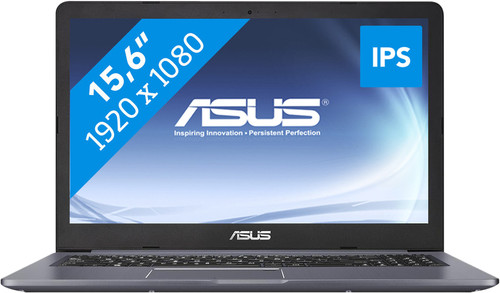 15,6”
1920 x 1080
IPS
ASUS®
Inspiring Innovation • Persistent Perfection
ASUS